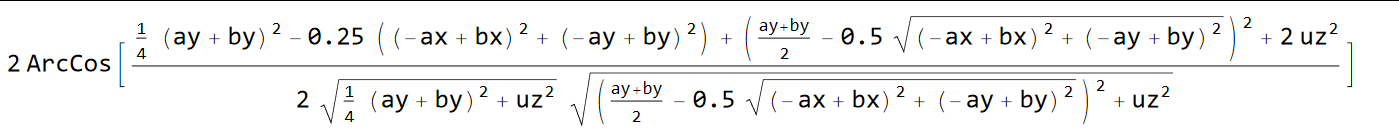 2 ArcCos[(1/4 (ay + by)^2 - 0.25 ((-ax + bx)^2 + (-ay + by)^2) + ((ay+by)/2 - 0.5 √((-ax + bx)^2 + (-ay + by)^2))^2 + 2 uz^2)/(2 √(1/4 (ay + by)^2 + uz^2) √(((ay+by)/2 - 0.5 √((-ax + bx)^2 + (-ay + by)^2))^2 + uz^2))]